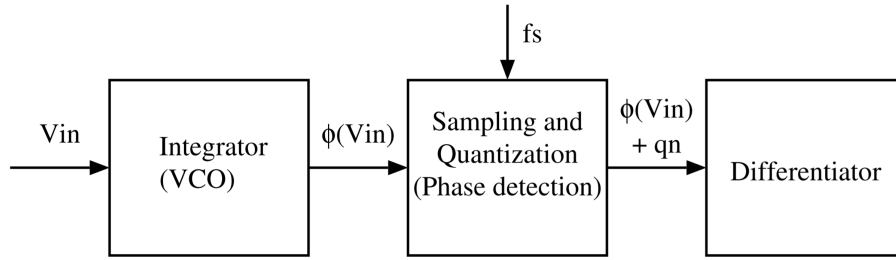 fs
Vin
Integrator
(VCO)
ϕ(Vin)
Sampling and
Quantization
(Phase detection)
ϕ(Vin)
+ qn
Differentiator